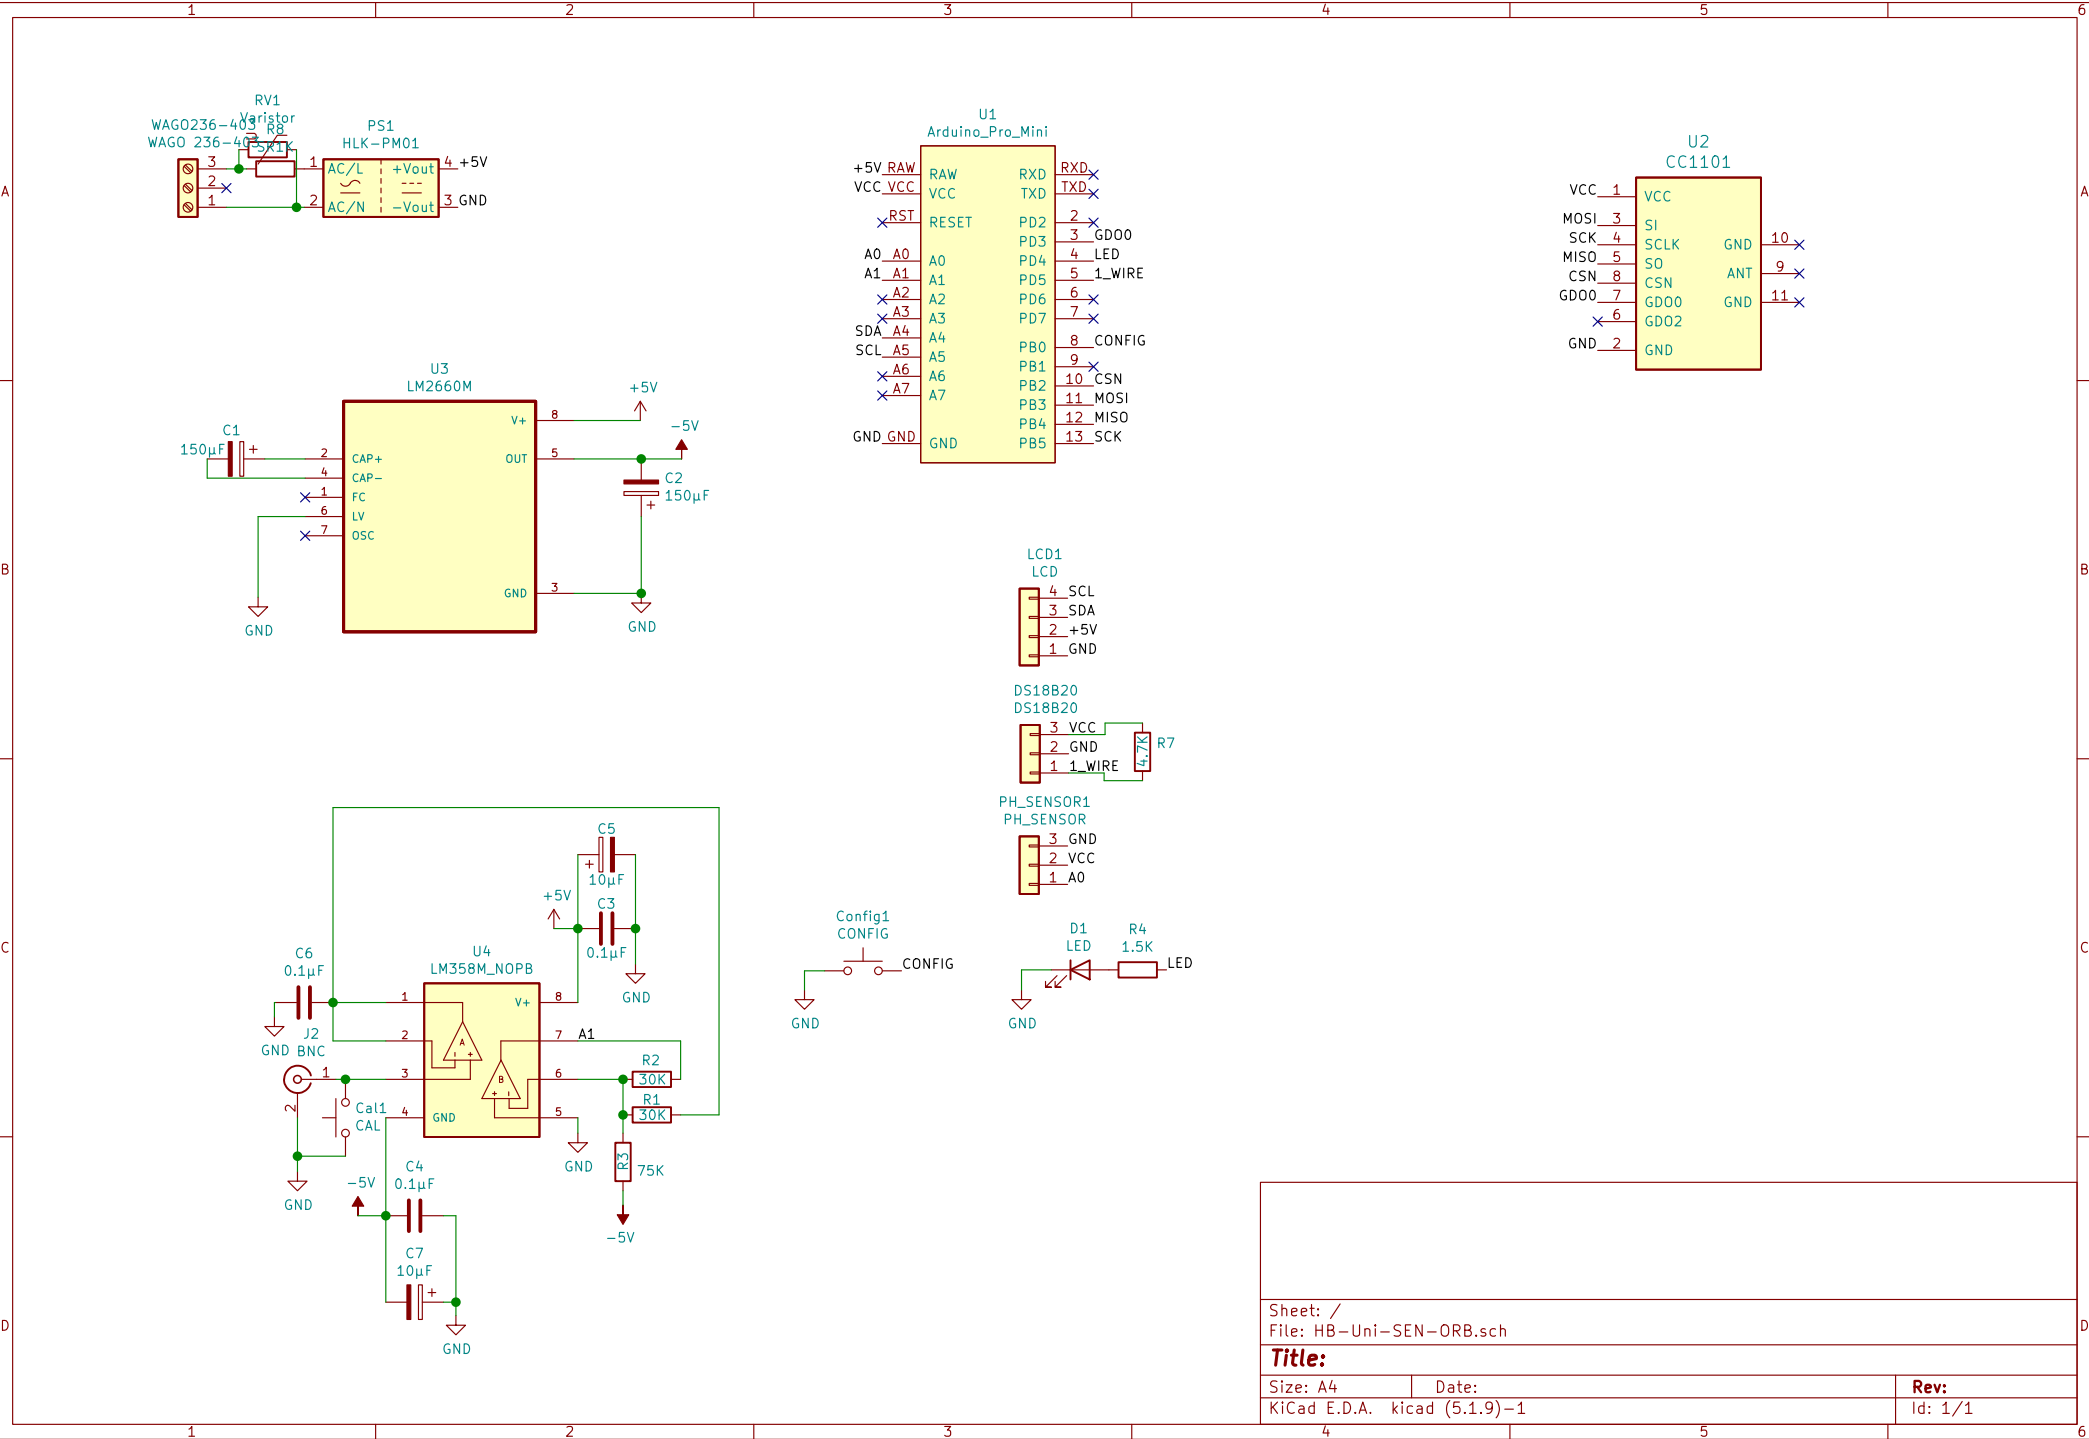 1 2 3 4 5 6
A
B
C
D
RV1
Varistor
WAGO236-403
WAGO 236-403
R8
SR1K
3
2
1
PS1
HLK-PM01
1 AC/L +Vout 4 +5V
2 AC/N -Vout 3 GND
U1
Arduino_Pro_Mini
+5V RAW RAW RXD RXD
VCC VCC VCC TXD TXD
RST RESET PD2 2
PD3 3 GDO0
A0 A0 A0 PD4 4 LED
A1 A1 A1 PD5 5 1_WIRE
A2 A2 PD6 6
A3 A3 PD7 7
SDA A4 A4 PB0 8 CONFIG
SCL A5 A5 PB1 9
A6 A6 PB2 10 CSN
A7 A7 PB3 11 MOSI
PB4 12 MISO
GND GND GND PB5 13 SCK
U2
CC1101
VCC 1 VCC
MOSI 3 SI
SCK 4 SCLK GND 10
MISO 5 SO
CSN 8 CSN ANT 9
GDO0 7 GDO0 GND 11
6 GDO2
GND 2 GND
U3
LM2660M
V+ 8 +5V
C1
150µF +
2 CAP+ OUT 5 -5V
4 CAP-
1 FC
6 LV
7 OSC
C2
150µF
+
GND 3
GND
GND
LCD1
LCD
4 SCL
3 SDA
2 +5V
1 GND
DS18B20
DS18B20
3 VCC
2 GND
1 1_WIRE
4.7K R7
PH_SENSOR1
PH_SENSOR
3 GND
2 VCC
1 A0
Config1
CONFIG
CONFIG
GND
D1
LED
R4
1.5K
LED
GND
C5
+
10µF
+5V
C3
0.1µF
GND
C6
0.1µF
GND
U4
LM358M_NOPB
1 V+ 8
2 A 7 A1
- +
3 B 6
+ -
4 GND 5
J2
BNC
1
2
Cal1
CAL
GND
R2
30K
R1
30K
GND
R3 75K
-5V
-5V
C4
0.1µF
C7
10µF
+
GND
Sheet: /
File: HB-Uni-SEN-ORB.sch
Title:
Size: A4 Date: Rev:
KiCad E.D.A. kicad (5.1.9)-1 Id: 1/1
A
B
C
D
1 2 3 4 5 6